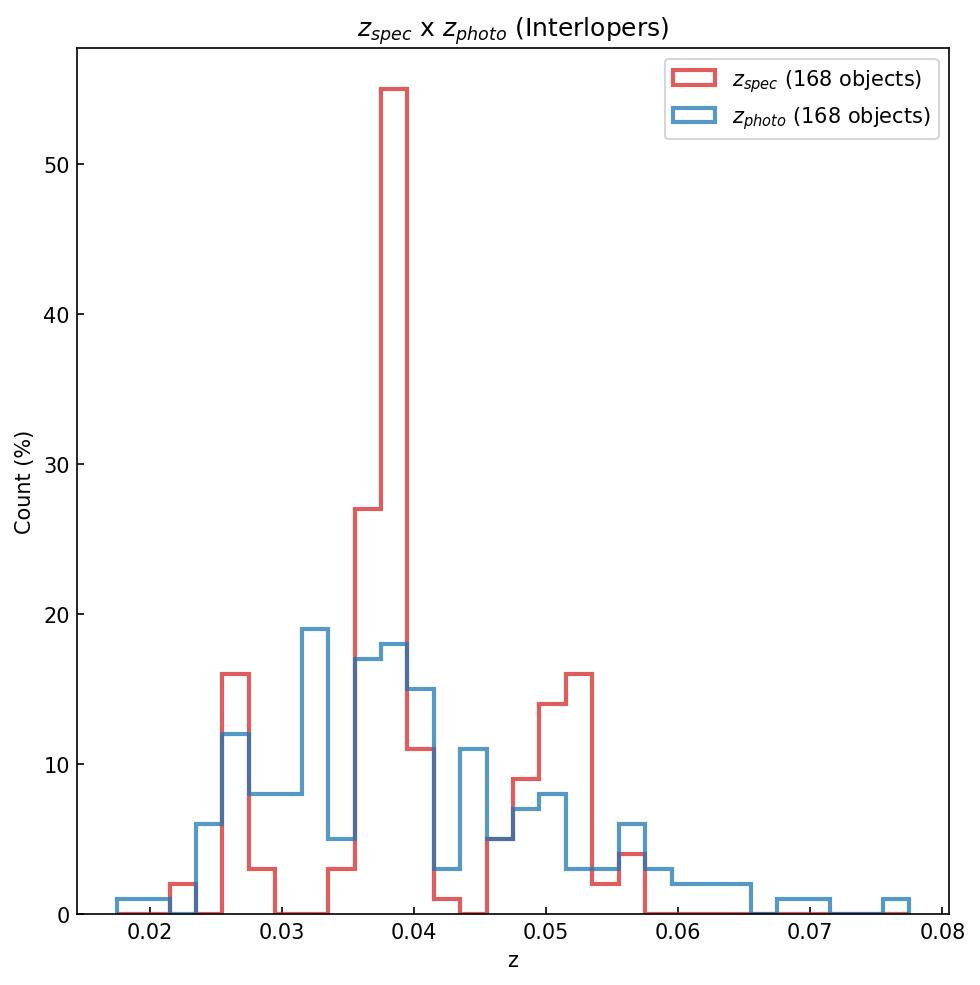 z_spec x z_photo (Interlopers)
z_spec (168 objects)
z_photo (168 objects)
Count (%)
50
40
30
20
10
0
0.02 0.03 0.04 0.05 0.06 0.07 0.08
z